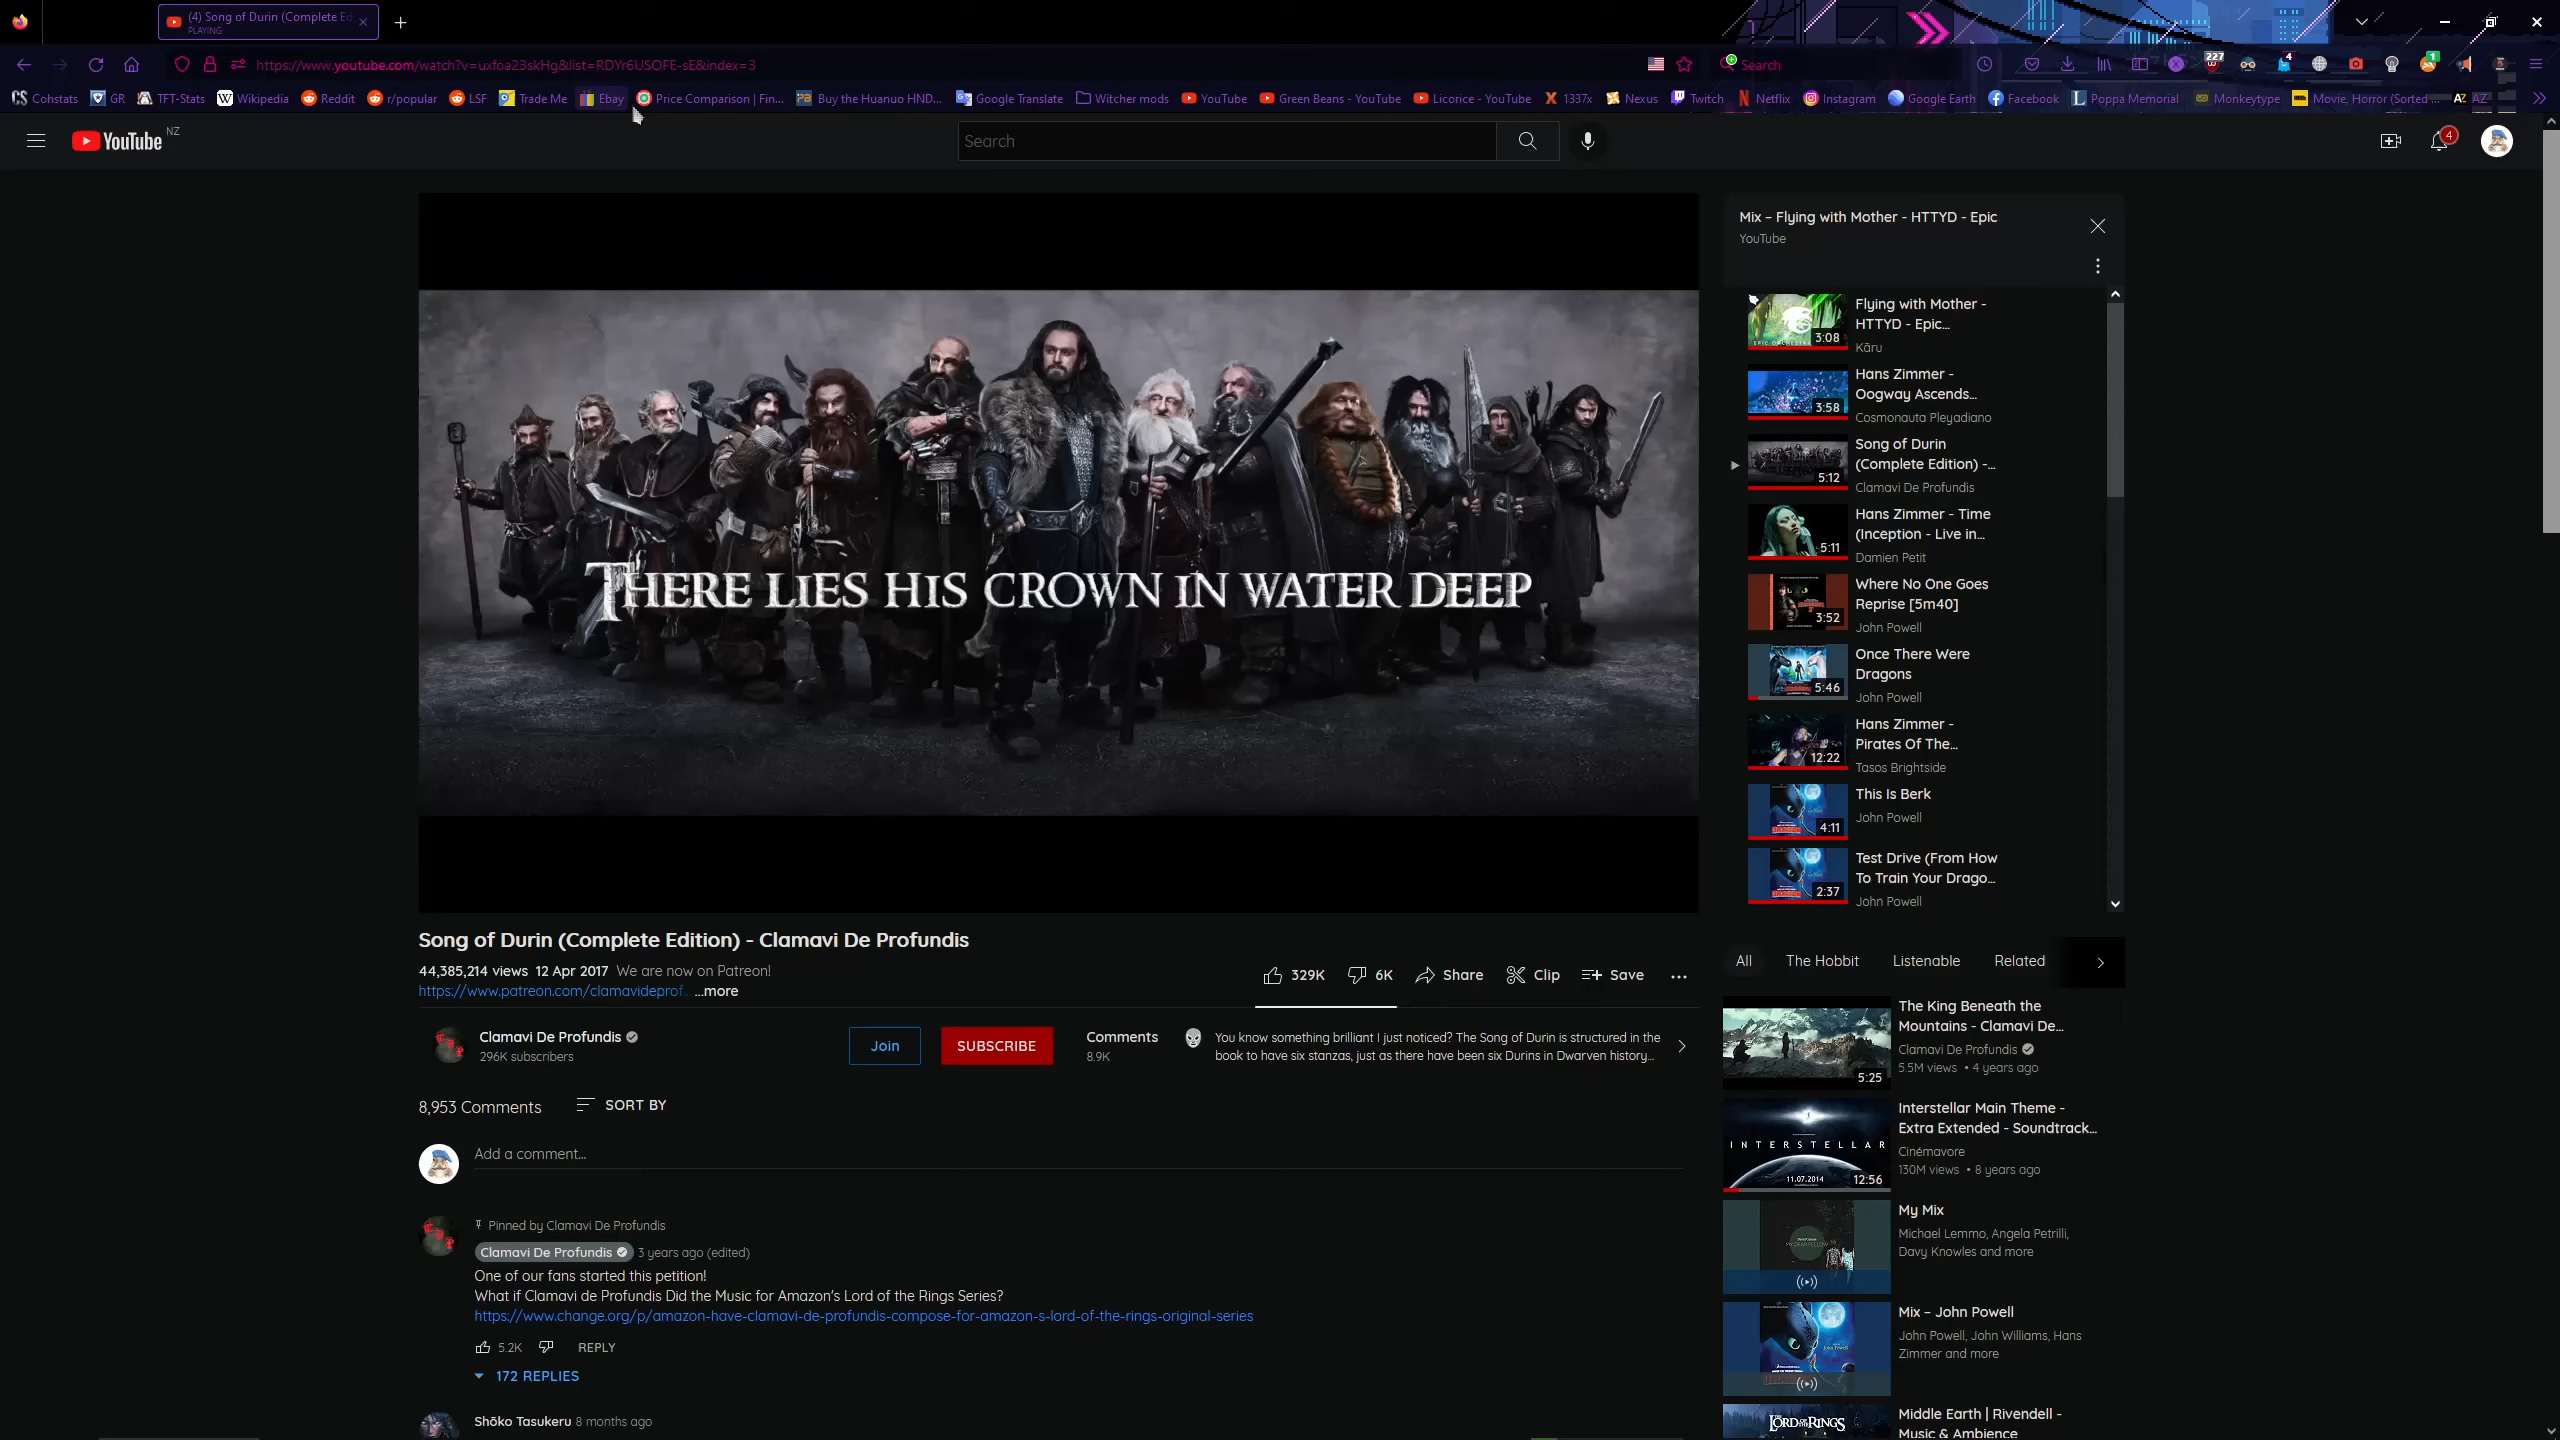 (4) Song of Durin (Complete Ed
PLAYING
https://www.youtube.com/watch?v=uxfoa23skHg&list=RDYr6USOFE-sE&index=3
Search
227
4
1
Cohstats
GR
TFT-Stats
Wikipedia
Reddit
r/popular
LSF
Trade Me
Ebay
Price Comparison | Fin...
Buy the Huanuo HND...
Google Translate
Witcher mods
YouTube
Green Beans - YouTube
Licorice - YouTube
1337x
Nexus
Twitch
Netflix
Instagram
Google Earth
Facebook
Poppa Memorial
Monkeytype
Movie, Horror (Sorted ...
AZ
YouTube NZ
Search
4
THERE LIES HIS CROWN IN WATER DEEP
Song of Durin (Complete Edition) - Clamavi De Profundis
44,385,214 views 12 Apr 2017 We are now on Patreon!
https://www.patreon.com/clamavideprof... ...more
329K
6K
Share
Clip
Save
Clamavi De Profundis
296K subscribers
Join
SUBSCRIBE
Comments
8.9K
You know something brilliant I just noticed? The Song of Durin is structured in the
book to have six stanzas, just as there have been six Durins in Dwarven history...
8,953 Comments
SORT BY
Add a comment...
Pinned by Clamavi De Profundis
Clamavi De Profundis 3 years ago (edited)
One of our fans started this petition!
What if Clamavi de Profundis Did the Music for Amazon's Lord of the Rings Series?
https://www.change.org/p/amazon-have-clamavi-de-profundis-compose-for-amazon-s-lord-of-the-rings-original-series
5.2K
REPLY
172 REPLIES
Shōko Tasukeru 8 months ago
Mix – Flying with Mother - HTTYD - Epic
YouTube
3:08
Flying with Mother -
HTTYD - Epic...
Kāru
3:58
Hans Zimmer -
Oogway Ascends...
Cosmonauta Pleyadiano
5:12
Song of Durin
(Complete Edition) -...
Clamavi De Profundis
5:11
Hans Zimmer - Time
(Inception - Live in...
Damien Petit
3:52
Where No One Goes
Reprise [5m40]
John Powell
5:46
Once There Were
Dragons
John Powell
12:22
Hans Zimmer -
Pirates Of The...
Tasos Brightside
4:11
This Is Berk
John Powell
2:37
Test Drive (From How
To Train Your Drago...
John Powell
All
The Hobbit
Listenable
Related
5:25
The King Beneath the
Mountains - Clamavi De...
Clamavi De Profundis
5.5M views • 4 years ago
INTERSTELLAR
11.07.2014
12:56
Interstellar Main Theme -
Extra Extended - Soundtrack...
Cinémavore
130M views • 8 years ago
My Mix
Michael Lemmo, Angela Petrilli,
Davy Knowles and more
Mix – John Powell
John Powell, John Williams, Hans
Zimmer and more
LORD OF THE RINGS
Middle Earth | Rivendell -
Music & Ambience